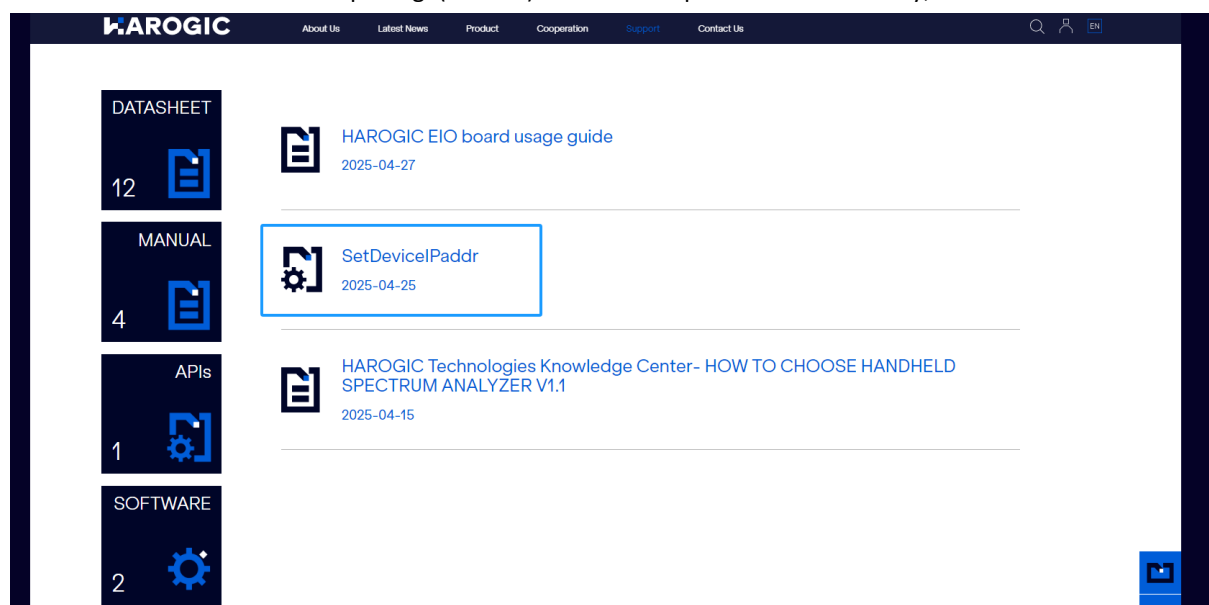 HAROGIC
About Us
Latest News
Product
Cooperation
Support
Contact Us
EN
DATASHEET
12
MANUAL
4
APIs
1
SOFTWARE
2
HAROGIC EIO board usage guide
2025-04-27
SetDeviceIPaddr
2025-04-25
HAROGIC Technologies Knowledge Center- HOW TO CHOOSE HANDHELD
SPECTRUM ANALYZER V1.1
2025-04-15